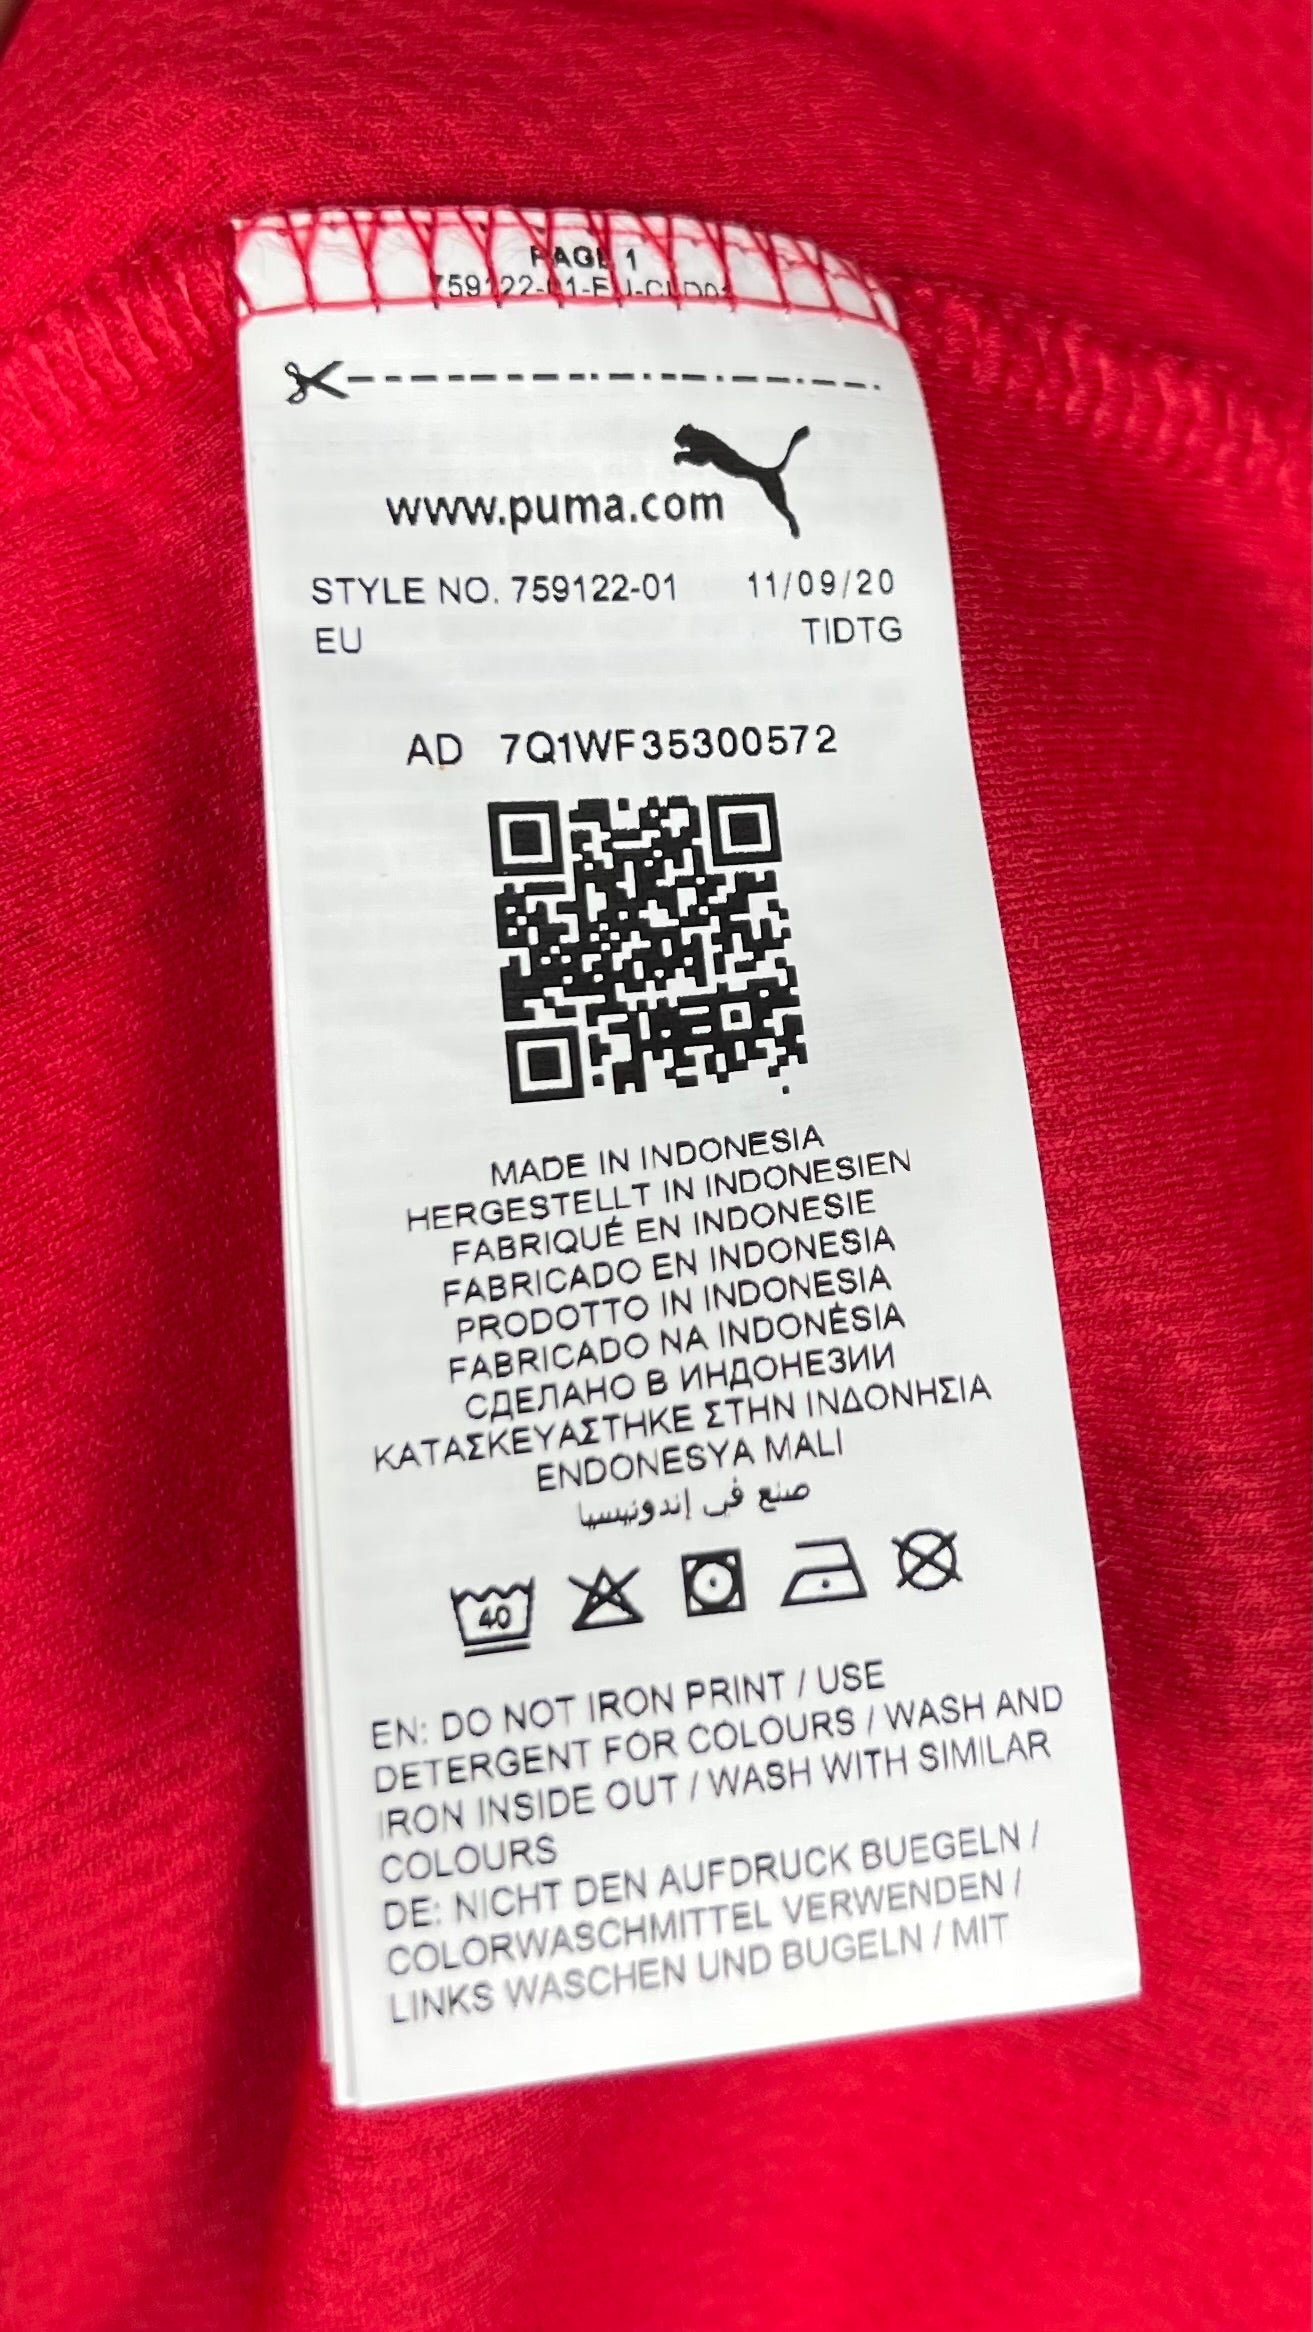 PAGE 1
www.puma.com
STYLE NO. 759122-01 11/09/20
EU TIDTG
AD 7Q1WF35300572
MADE IN INDONESIA
HERGESTELLT IN INDONESIEN
FABRIQUÉ EN INDONESIE
FABRICADO EN INDONESIA
PRODOTTO IN INDONESIA
FABRICADO NA INDONÉSIA
СДЕЛАНО В ИНДОНЕЗИИ
ΚΑΤΑΣΚΕΥΑΣΤΗΚΕ ΣΤΗΝ ΙΝΔΟΝΗΣΙΑ
ENDONESYA MALI
صنع في إندونيسيا
40
EN: DO NOT IRON PRINT / USE
DETERGENT FOR COLOURS / WASH AND
IRON INSIDE OUT / WASH WITH SIMILAR
COLOURS
DE: NICHT DEN AUFDRUCK BUEGELN /
COLORWASCHMITTEL VERWENDEN /
LINKS WASCHEN UND BUGELN / MIT